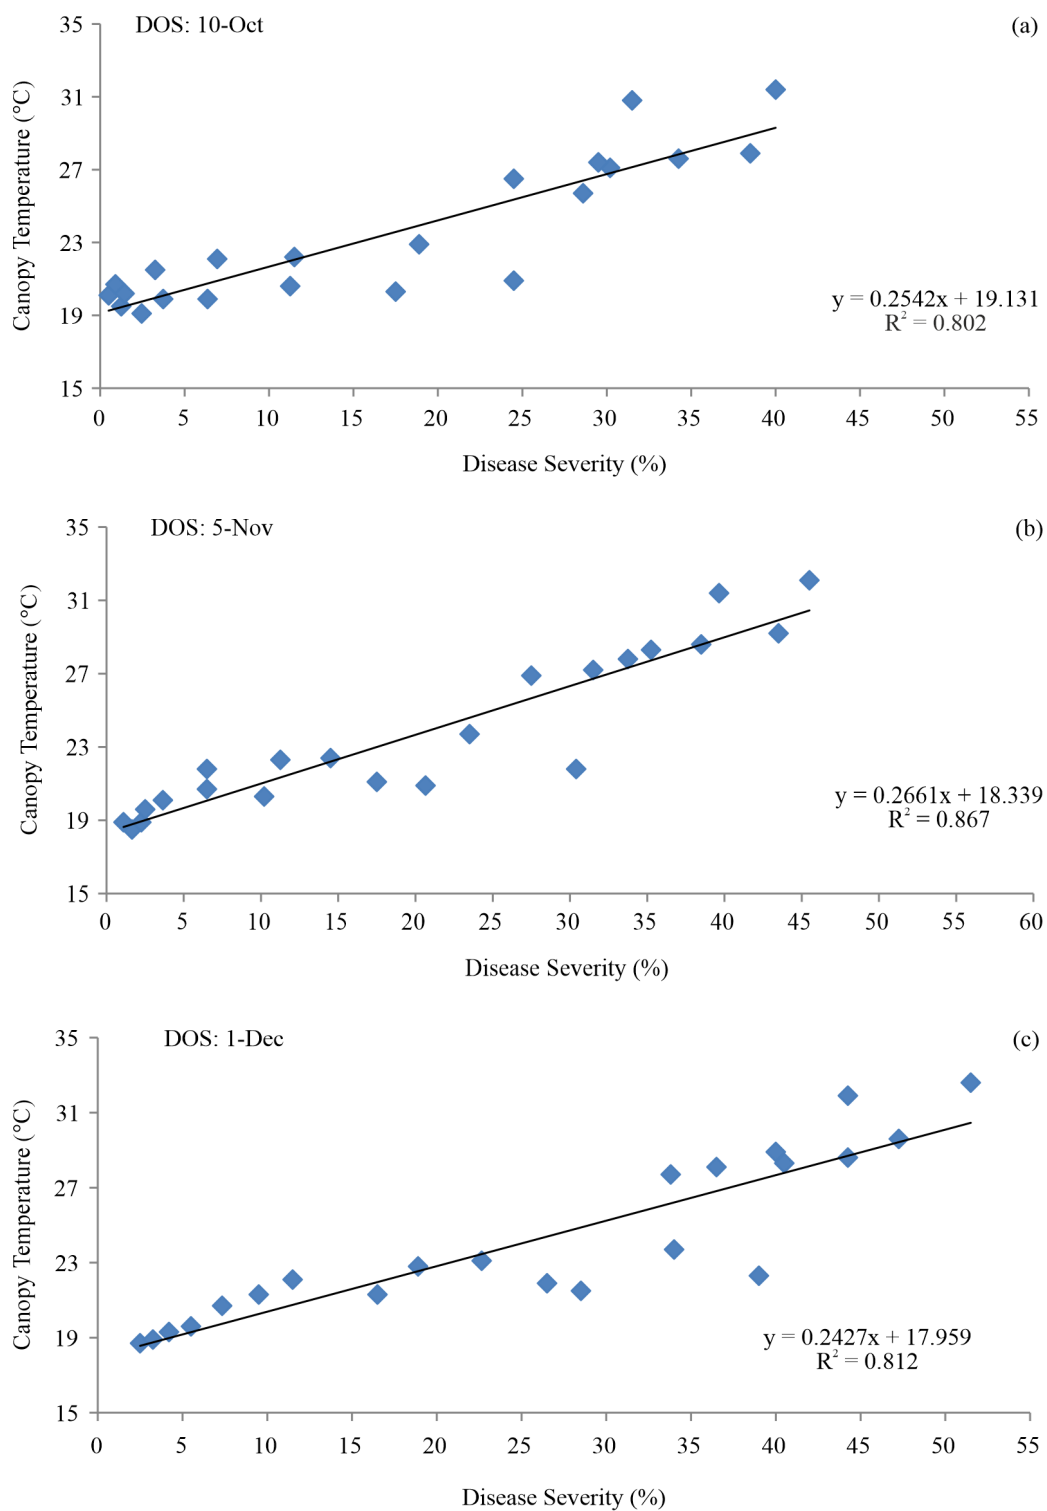 DOS: 10-Oct
(a)
35
31
27
23
19
15
Canopy Temperature (°C)
y = 0.2542x + 19.131
R² = 0.802
0 5 10 15 20 25 30 35 40 45 50 55
Disease Severity (%)
DOS: 5-Nov
(b)
35
31
27
23
19
15
Canopy Temperature (°C)
y = 0.2661x + 18.339
R² = 0.867
0 5 10 15 20 25 30 35 40 45 50 55 60
Disease Severity (%)
DOS: 1-Dec
(c)
35
31
27
23
19
15
Canopy Temperature (°C)
y = 0.2427x + 17.959
R² = 0.812
0 5 10 15 20 25 30 35 40 45 50 55
Disease Severity (%)